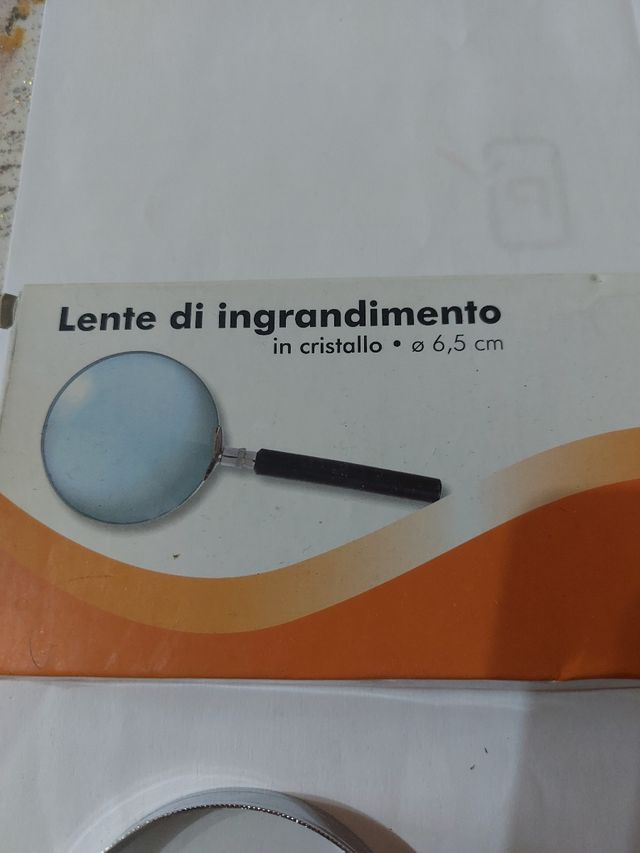 Lente di ingrandimento
in cristallo • ø 6,5 cm